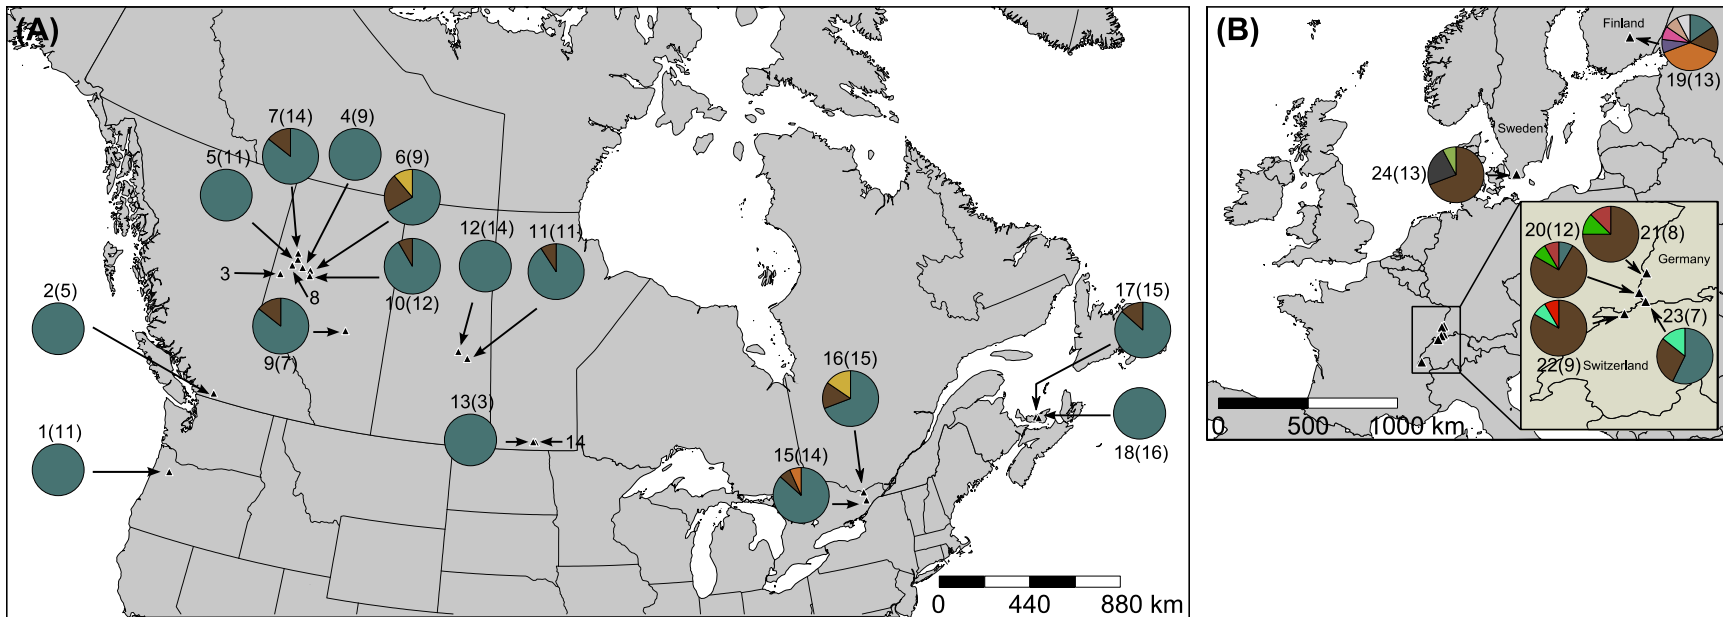 (A)
7(14) 4(9)
5(11) 6(9)
12(14) 11(11)
3
8
10(12)
2(5)
9(7)
17(15)
16(15)
13(3)
14
1(11)
15(14)
18(16)
0 440 880 km
(B)
Finland
19(13)
Sweden
24(13)
20(12) 21(8)
Germany
23(7)
22(9) Switzerland
0 500 1000 km